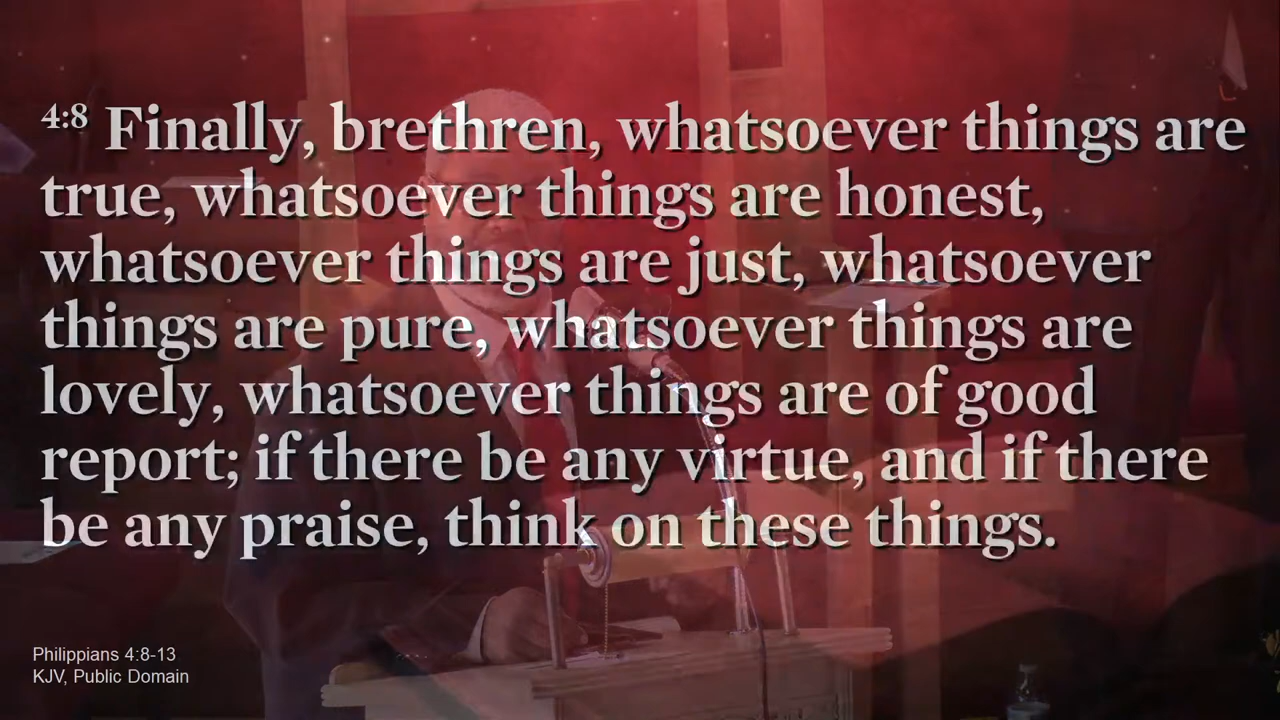 4:8 Finally, brethren, whatsoever things are
true, whatsoever things are honest,
whatsoever things are just, whatsoever
things are pure, whatsoever things are
lovely, whatsoever things are of good
report; if there be any virtue, and if there
be any praise, think on these things.
Philippians 4:8-13
KJV, Public Domain